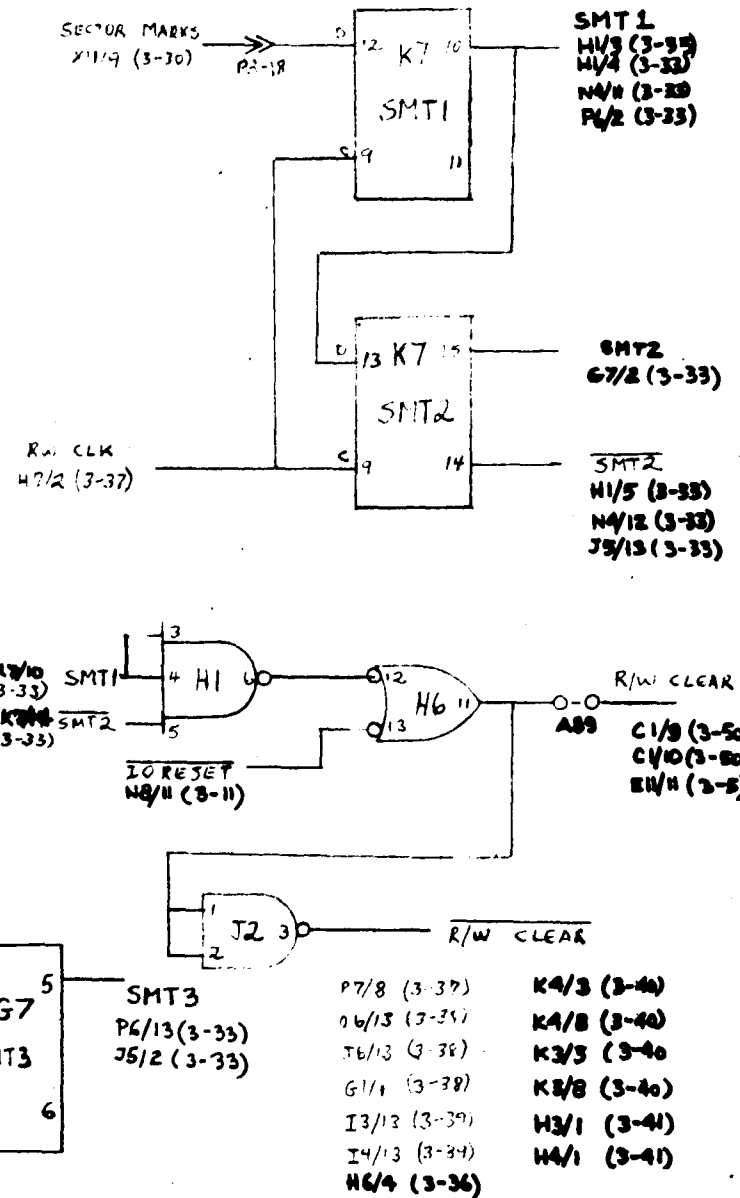 SECTOR MARKS
(3-30)
D
12 K7 10
SMT1
C 9
11
SMT1
H1/3 (3-33)
H1/4 (3-33)
N4/11 (3-33)
P6/2 (3-33)
D
13 K7 15
SMT2
C 9
14
SMT2
G7/2 (3-33)
SMT2
H1/5 (3-33)
N4/12 (3-33)
J5/13 (3-33)
R/W CLK
H7/2 (3-37)
3
4 H1 6
5
SMT1
3-33)
SMT2
3-33)
12
13
H6 11
IO RESET
N8/11 (3-11)
A89
R/W CLEAR
C1/9 (3-50
C1/10 (3-50
E11/11 (3-5
1
2
J2 3
R/W CLEAR
G7
T3
5
6
SMT3
P6/13 (3-33)
J5/2 (3-33)
P7/8 (3-37)
J6/13 (3-38)
G1/1 (3-38)
I3/13 (3-39)
I4/13 (3-39)
H6/4 (3-36)
K4/3 (3-40)
K4/8 (3-40)
K3/3 (3-40
K3/8 (3-40)
H3/1 (3-41)
H4/1 (3-41)